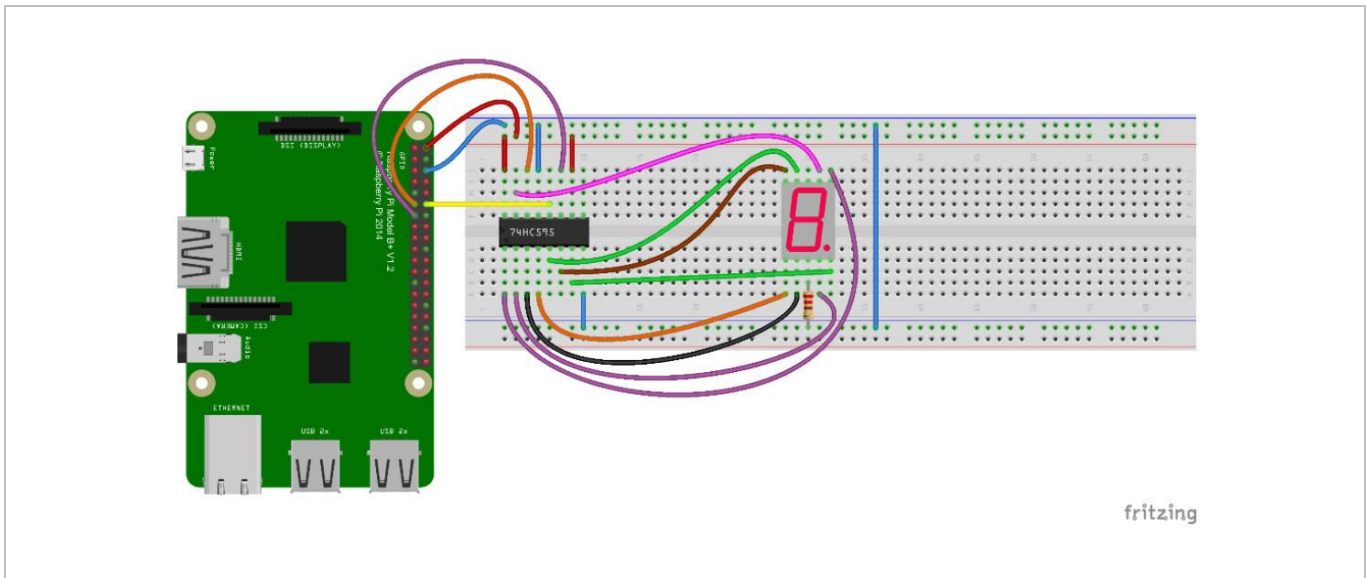 DSI (DISPLAY)
GPIO
Power
Raspberry Pi Model B+ V1.2
© Raspberry Pi 2014
HDMI
74HC595
CSI (CAMERA)
Audio
ETHERNET
USB 2x
USB 2x
fritzing